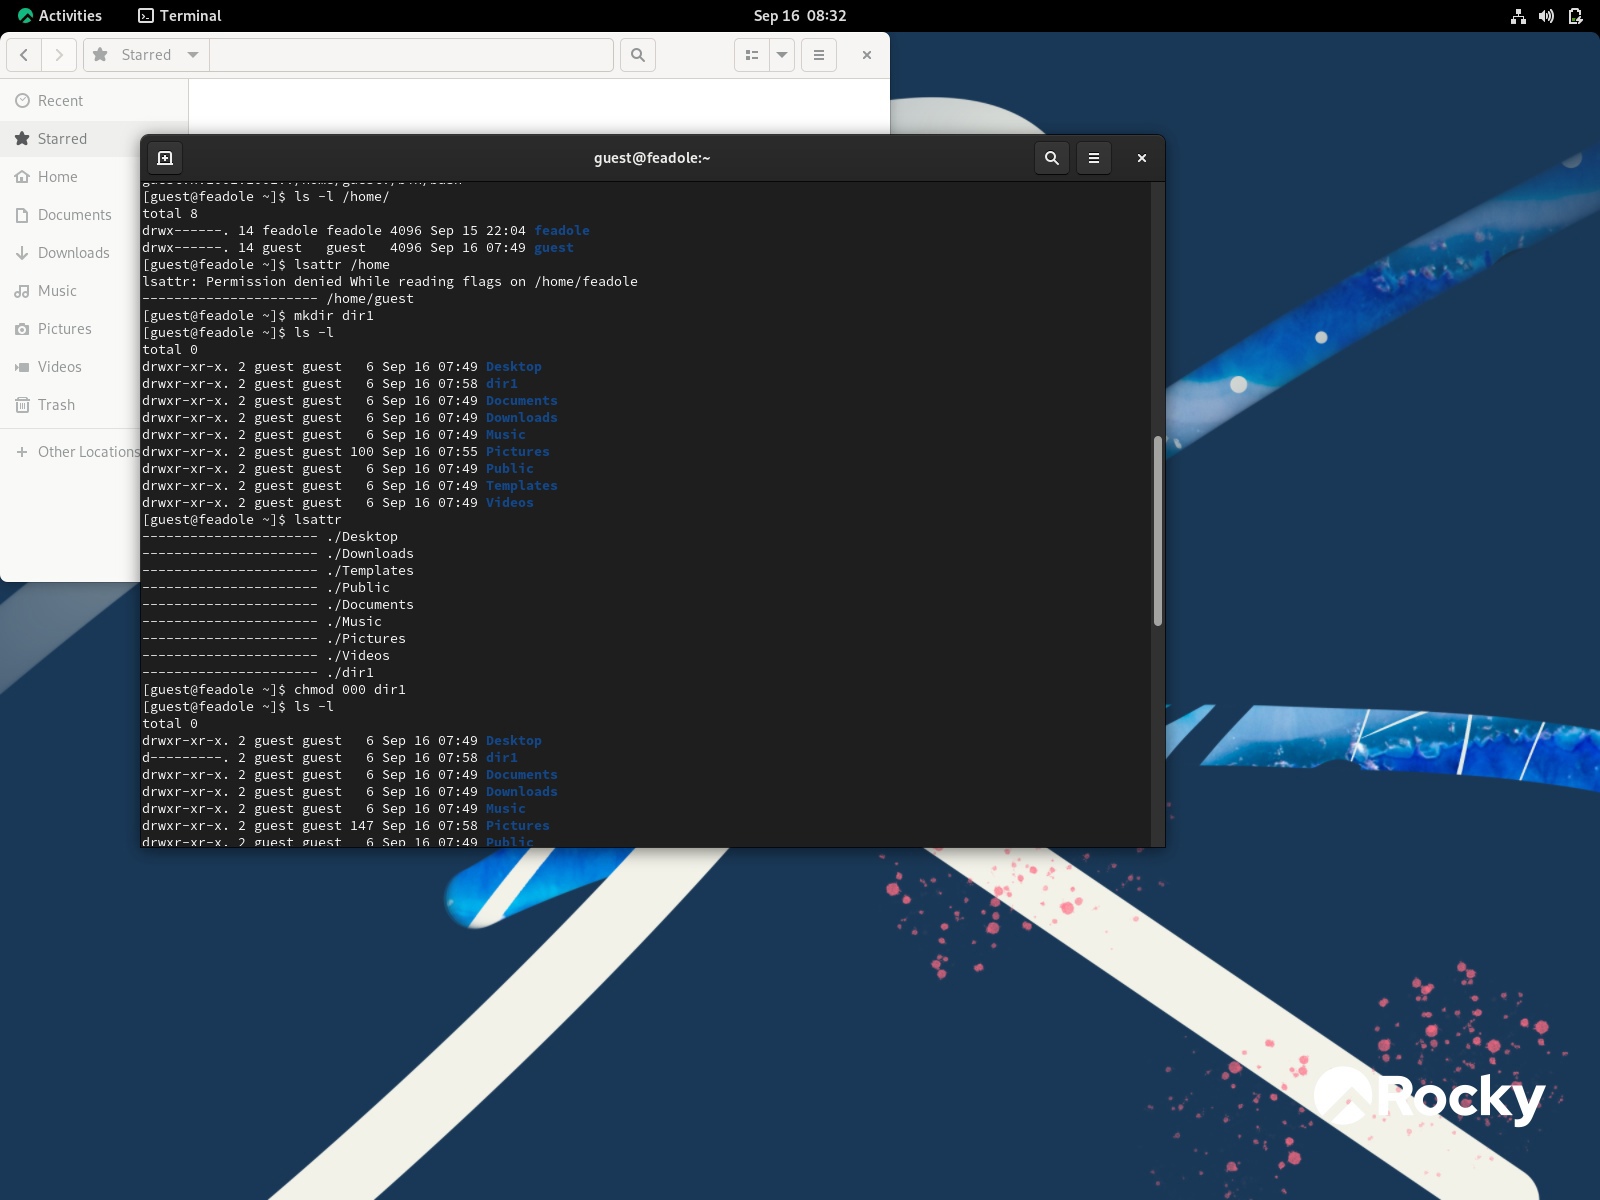 Activities
Terminal
Sep 16 08:32
Starred
Recent
Starred
Home
Documents
Downloads
Music
Pictures
Videos
Trash
Other Locations
guest@feadole:~
[guest@feadole ~]$ ls -l /home/
total 8
drwx------. 14 feadole feadole 4096 Sep 15 22:04 feadole
drwx------. 14 guest   guest   4096 Sep 16 07:49 guest
[guest@feadole ~]$ lsattr /home
lsattr: Permission denied While reading flags on /home/feadole
---------------------- /home/guest
[guest@feadole ~]$ mkdir dir1
[guest@feadole ~]$ ls -l
total 0
drwxr-xr-x. 2 guest guest   6 Sep 16 07:49 Desktop
drwxr-xr-x. 2 guest guest   6 Sep 16 07:58 dir1
drwxr-xr-x. 2 guest guest   6 Sep 16 07:49 Documents
drwxr-xr-x. 2 guest guest   6 Sep 16 07:49 Downloads
drwxr-xr-x. 2 guest guest   6 Sep 16 07:49 Music
drwxr-xr-x. 2 guest guest 100 Sep 16 07:55 Pictures
drwxr-xr-x. 2 guest guest   6 Sep 16 07:49 Public
drwxr-xr-x. 2 guest guest   6 Sep 16 07:49 Templates
drwxr-xr-x. 2 guest guest   6 Sep 16 07:49 Videos
[guest@feadole ~]$ lsattr
---------------------- ./Desktop
---------------------- ./Downloads
---------------------- ./Templates
---------------------- ./Public
---------------------- ./Documents
---------------------- ./Music
---------------------- ./Pictures
---------------------- ./Videos
---------------------- ./dir1
[guest@feadole ~]$ chmod 000 dir1
[guest@feadole ~]$ ls -l
total 0
drwxr-xr-x. 2 guest guest   6 Sep 16 07:49 Desktop
d---------. 2 guest guest   6 Sep 16 07:58 dir1
drwxr-xr-x. 2 guest guest   6 Sep 16 07:49 Documents
drwxr-xr-x. 2 guest guest   6 Sep 16 07:49 Downloads
drwxr-xr-x. 2 guest guest   6 Sep 16 07:49 Music
drwxr-xr-x. 2 guest guest 147 Sep 16 07:58 Pictures
drwxr-xr-x. 2 guest guest   6 Sep 16 07:49 Public
Rocky